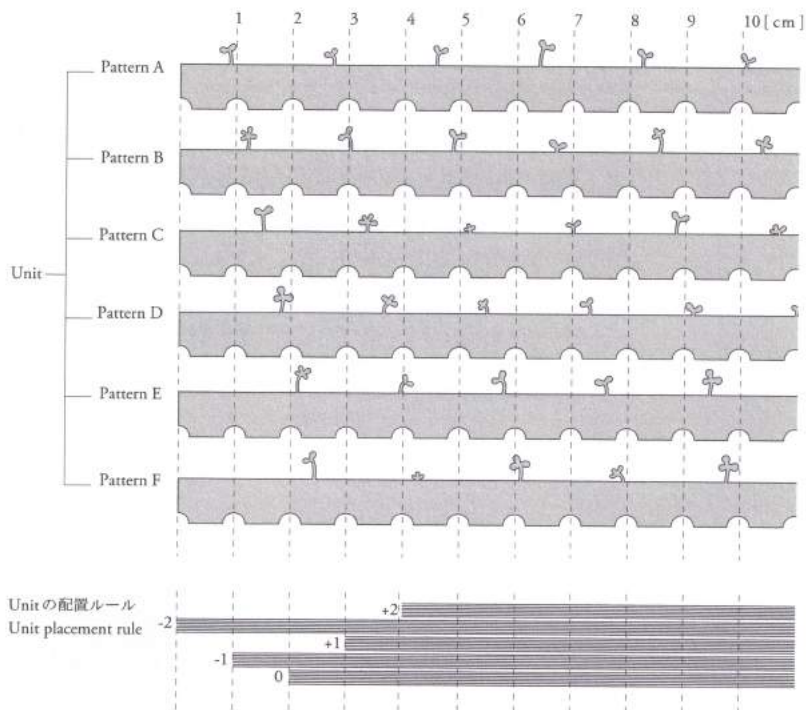 1 2 3 4 5 6 7 8 9 10 [cm]
Pattern A
Pattern B
Pattern C
Unit
Pattern D
Pattern E
Pattern F
Unitの配置ルール
+2
Unit placement rule -2
+1
-1
0